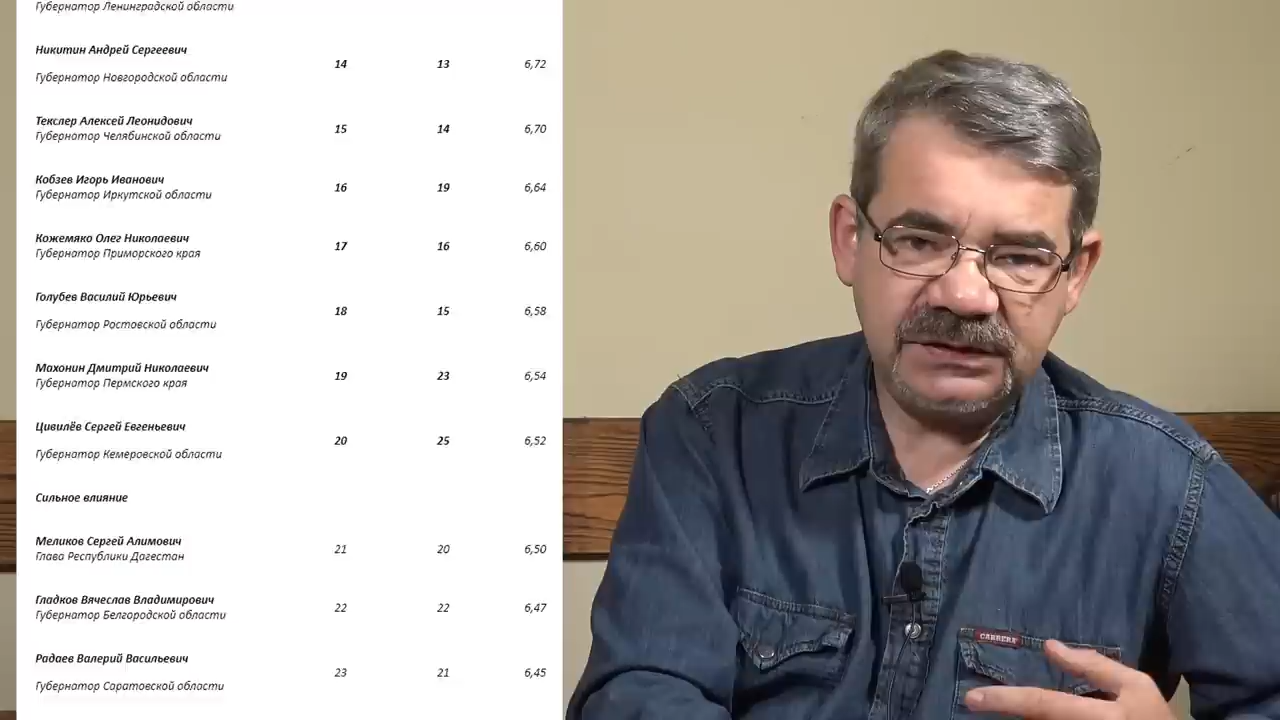 Губернатор Ленинградской области
Никитин Андрей Сергеевич
14 13 6,72
Губернатор Новгородской области
Текслер Алексей Леонидович
15 14 6,70
Губернатор Челябинской области
Кобзев Игорь Иванович
16 19 6,64
Губернатор Иркутской области
Кожемяко Олег Николаевич
17 16 6,60
Губернатор Приморского края
Голубев Василий Юрьевич
18 15 6,58
Губернатор Ростовской области
Махонин Дмитрий Николаевич
19 23 6,54
Губернатор Пермского края
Цивилёв Сергей Евгеньевич
20 25 6,52
Губернатор Кемеровской области
Сильное влияние
Меликов Сергей Алимович
21 20 6,50
Глава Республики Дагестан
Гладков Вячеслав Владимирович
22 22 6,47
Губернатор Белгородской области
Радаев Валерий Васильевич
23 21 6,45
Губернатор Саратовской области
CABRERA